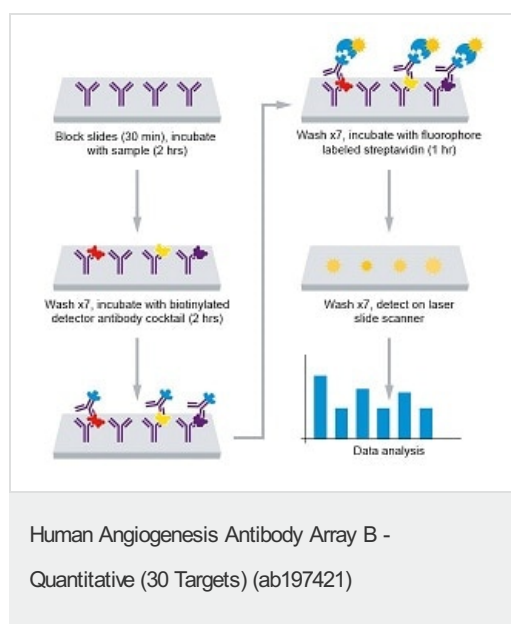 Block slides (30 min), incubate
with sample (2 hrs)
Wash x7, incubate with biotinylated
detector antibody cocktail (2 hrs)
Wash x7, incubate with fluorophore
labeled streptavidin (1 hr)
Wash x7, detect on laser
slide scanner
Data analysis
Human Angiogenesis Antibody Array B -
Quantitative (30 Targets) (ab197421)